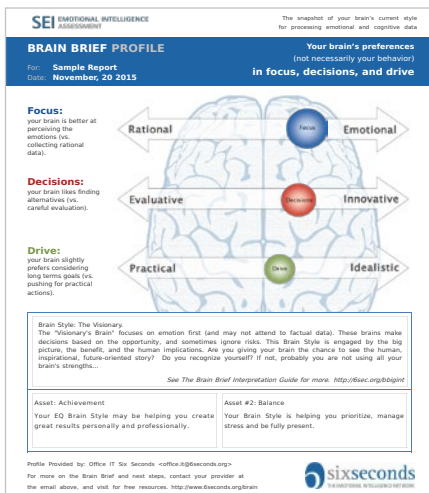 SEI EMOTIONAL INTELLIGENCE
ASSESSMENT
The snapshot of your brain's current style
for processing emotional and cognitive data
BRAIN BRIEF PROFILE
For: Sample Report
Date: November, 20 2015
Your brain's preferences
(not necessarily your behavior)
in focus, decisions, and drive
Focus:
your brain is better at
perceiving the
emotions (vs.
collecting rational
data).
Rational
Focus
Emotional
Decisions:
your brain likes finding
alternatives (vs.
careful evaluation).
Evaluative
Decisions
Innovative
Drive:
your brain slightly
prefers considering
long terms goals (vs.
pushing for practical
actions).
Practical
Drive
Idealistic
Brain Style: The Visionary.
The "Visionary's Brain" focuses on emotion first (and may not attend to factual data). These brains make
decisions based on the opportunity, and sometimes ignore risks. This Brain Style is engaged by the big
picture, the benefit, and the human implications. Are you giving your brain the chance to see the human,
inspirational, future-oriented story? Do you recognize yourself? If not, probably you are not using all your
brain's strengths...
See The Brain Brief Interpretation Guide for more. http://6sec.org/bbigint
Asset: Achievement
Your EQ Brain Style may be helping you create
great results personally and professionally.
Asset #2: Balance
Your Brain Style is helping you prioritize, manage
stress and be fully present.
Profile Provided by: Office IT Six Seconds <office.it@6seconds.org>
For more on the Brain Brief and next steps, contact your provider at
the email above, and visit for free resources. http://www.6seconds.org/brain
sixseconds
THE EMOTIONAL INTELLIGENCE NETWORK